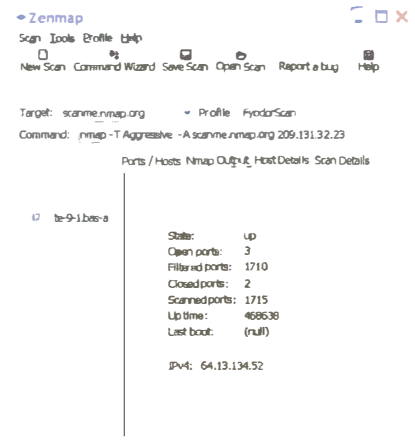 Zenmap
Scan Tools Profile Help
New Scan Command Wizard Save Scan Open Scan Report a bug Help
Target: scanme.nmap.org Profile FyodorScan
Command: nmap -T Aggressive -A scanme.nmap.org 209.131.32.23
Ports / Hosts Nmap Output Host Details Scan Details
te-9-1.bas-a
State: up
Open ports: 3
Filtered ports: 1710
Closed ports: 2
Scanned ports: 1715
Up time: 468638
Last boot: (null)
IPv4: 64.13.134.52